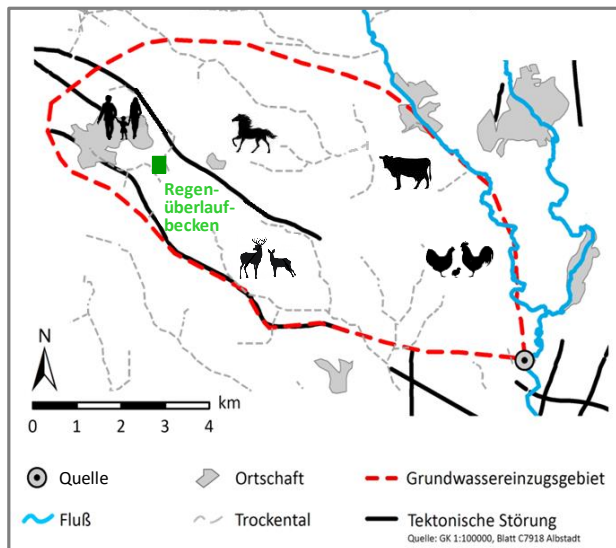 Regen-
überlauf-
becken
N
km
0 1 2 3 4
Quelle
Ortschaft
Grundwassereinzugsgebiet
Fluß
Trockental
Tektonische Störung
Quelle: GK 1:100000, Blatt C7918 Albstadt